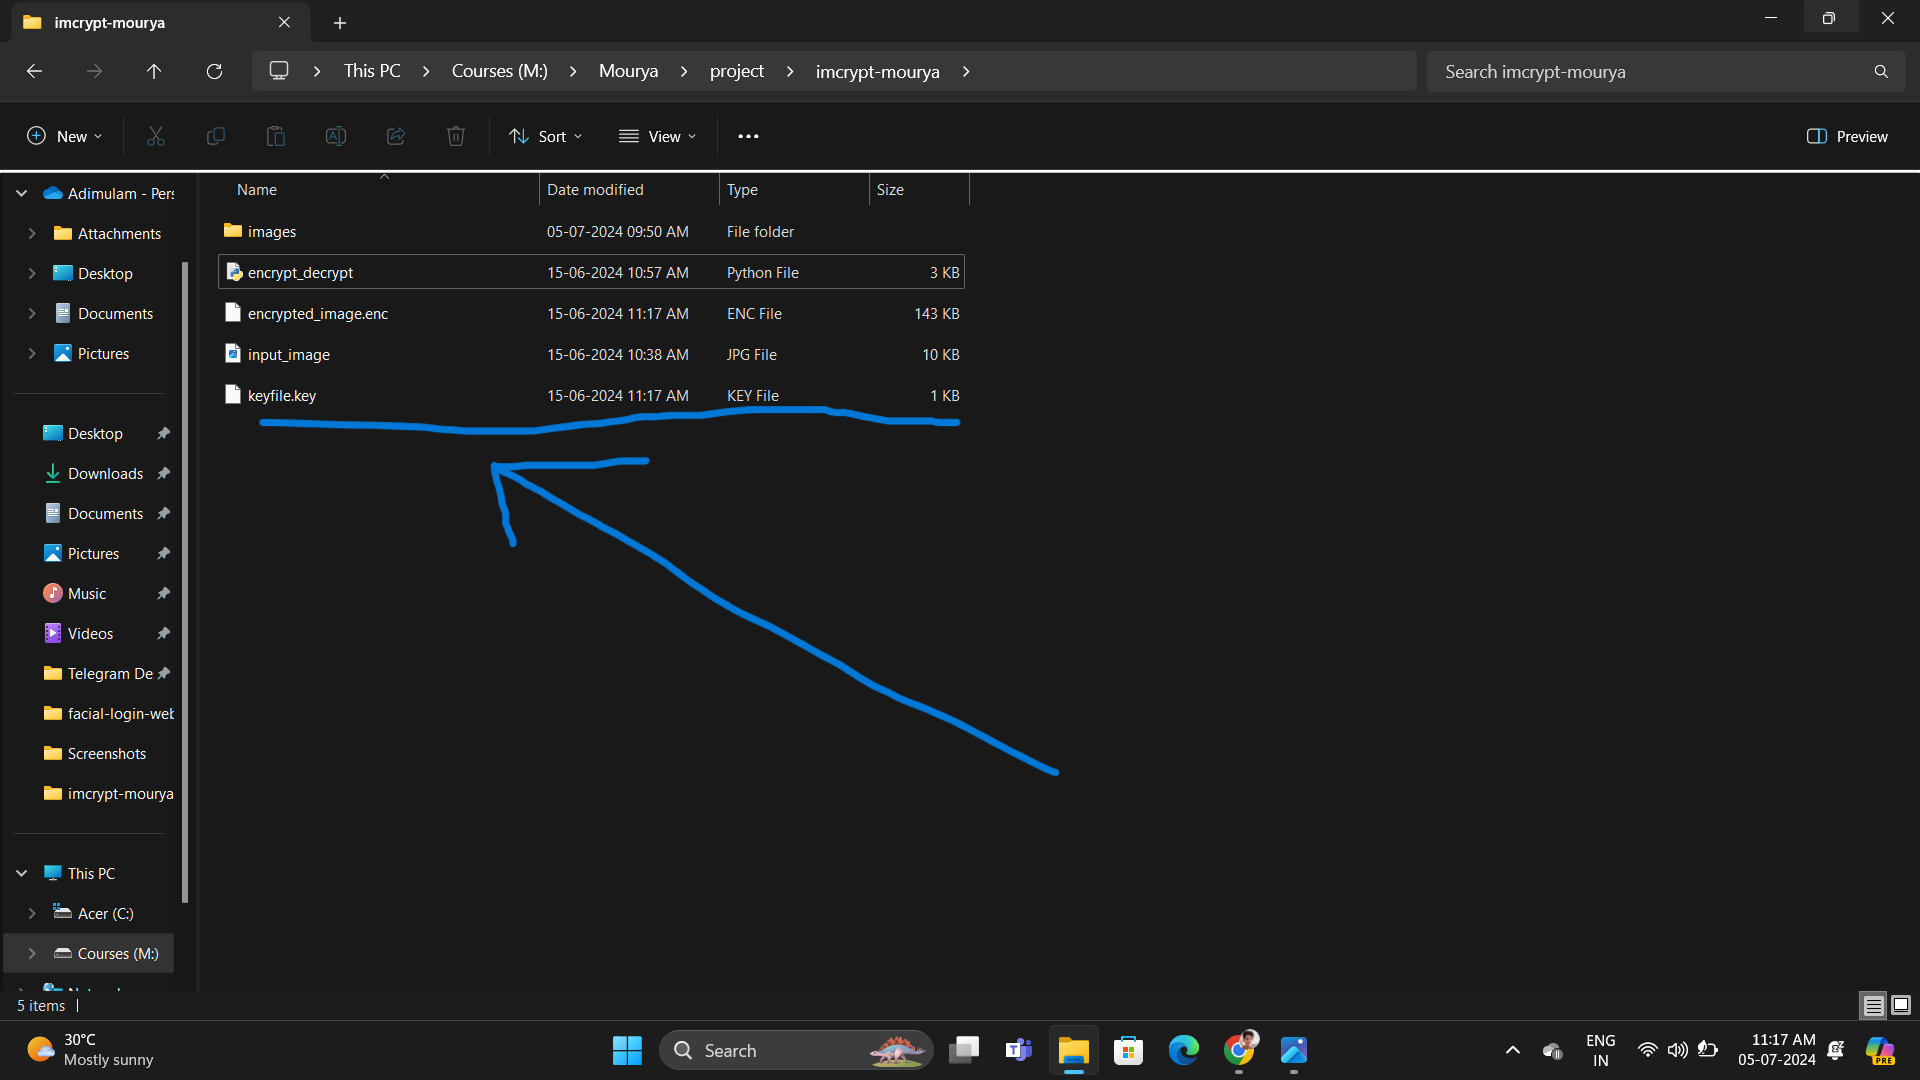 imcrypt-mourya
This PC > Courses (M:) > Mourya > project > imcrypt-mourya >
Search imcrypt-mourya
New
Sort
View
Preview
Name Date modified Type Size
images 05-07-2024 09:50 AM File folder
encrypt_decrypt 15-06-2024 10:57 AM Python File 3 KB
encrypted_image.enc 15-06-2024 11:17 AM ENC File 143 KB
input_image 15-06-2024 10:38 AM JPG File 10 KB
keyfile.key 15-06-2024 11:17 AM KEY File 1 KB
Adimulam - Pers
Attachments
Desktop
Documents
Pictures
Desktop
Downloads
Documents
Pictures
Music
Videos
Telegram De
facial-login-web
Screenshots
imcrypt-mourya
This PC
Acer (C:)
Courses (M:)
5 items
30°C
Mostly sunny
Search
ENG
IN
11:17 AM
05-07-2024
PRE